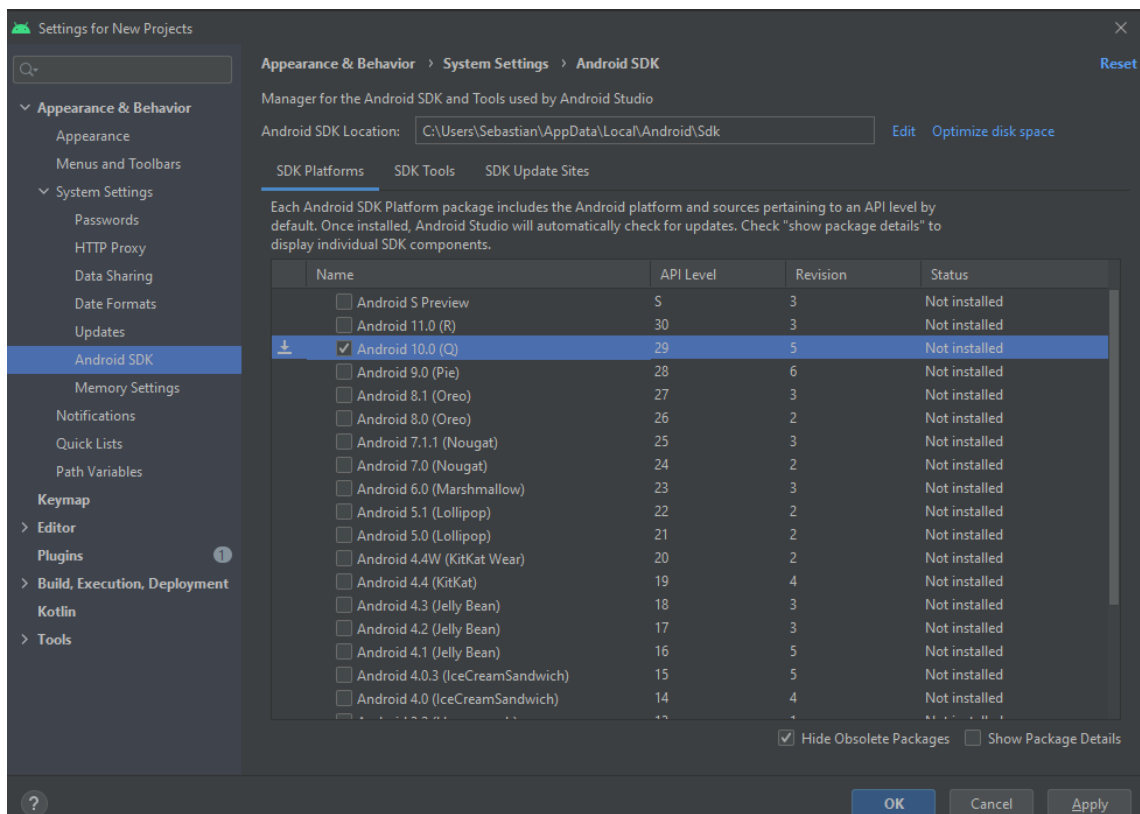 Settings for New Projects
Appearance & Behavior
Appearance
Menus and Toolbars
System Settings
Passwords
HTTP Proxy
Data Sharing
Date Formats
Updates
Android SDK
Memory Settings
Notifications
Quick Lists
Path Variables
Keymap
Editor
Plugins 1
Build, Execution, Deployment
Kotlin
Tools
Appearance & Behavior › System Settings › Android SDK Reset
Manager for the Android SDK and Tools used by Android Studio
Android SDK Location: C:\Users\Sebastian\AppData\Local\Android\Sdk Edit Optimize disk space
SDK Platforms SDK Tools SDK Update Sites
Each Android SDK Platform package includes the Android platform and sources pertaining to an API level by
default. Once installed, Android Studio will automatically check for updates. Check "show package details" to
display individual SDK components.
Name API Level Revision Status
Android S Preview S 3 Not installed
Android 11.0 (R) 30 3 Not installed
Android 10.0 (Q) 29 5 Not installed
Android 9.0 (Pie) 28 6 Not installed
Android 8.1 (Oreo) 27 3 Not installed
Android 8.0 (Oreo) 26 2 Not installed
Android 7.1.1 (Nougat) 25 3 Not installed
Android 7.0 (Nougat) 24 2 Not installed
Android 6.0 (Marshmallow) 23 3 Not installed
Android 5.1 (Lollipop) 22 2 Not installed
Android 5.0 (Lollipop) 21 2 Not installed
Android 4.4W (KitKat Wear) 20 2 Not installed
Android 4.4 (KitKat) 19 4 Not installed
Android 4.3 (Jelly Bean) 18 3 Not installed
Android 4.2 (Jelly Bean) 17 3 Not installed
Android 4.1 (Jelly Bean) 16 5 Not installed
Android 4.0.3 (IceCreamSandwich) 15 5 Not installed
Android 4.0 (IceCreamSandwich) 14 4 Not installed
Hide Obsolete Packages Show Package Details
? OK Cancel Apply